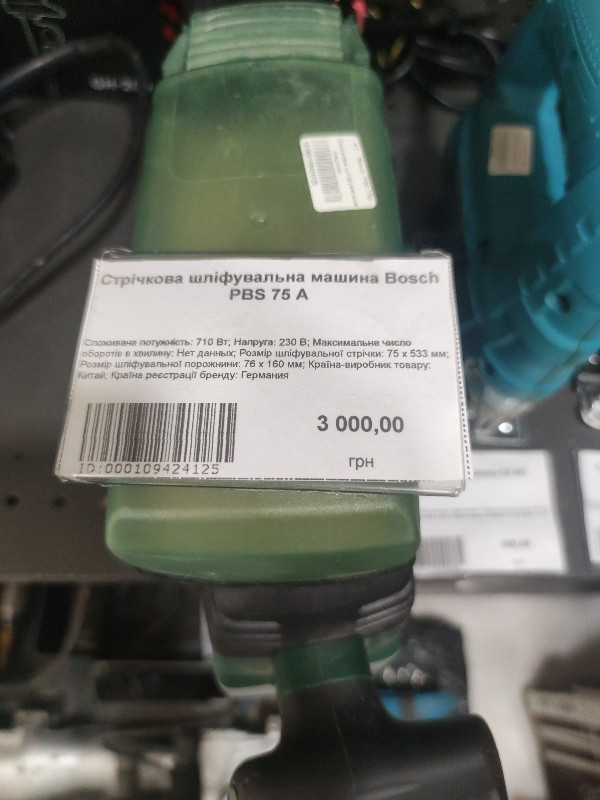 Стрічкова шліфувальна машина Bosch
PBS 75 A
Споживана потужність: 710 Вт; Напруга: 230 В; Максимальне число
оборотів в хвилину: Нет данных; Розмір шліфувальної стрічки: 75 х 533 мм;
Розмір шліфувальної порожнини: 76 х 160 мм; Країна-виробник товару:
Китай; Країна реєстрації бренду: Германия
3 000,00
грн
ID:000109424125